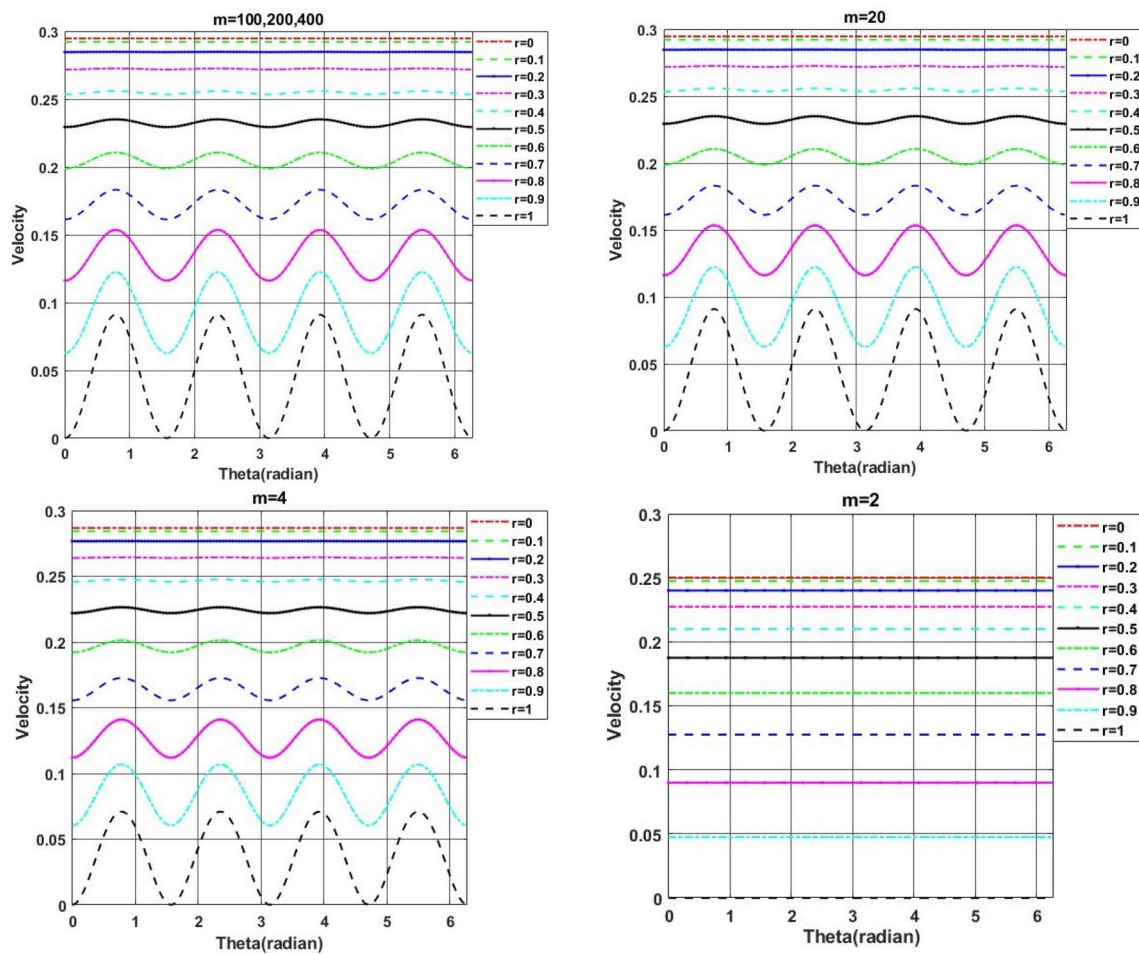 m=100,200,400
0.3
0.25
0.2
0.15
0.1
0.05
0
Velocity
0 1 2 3 4 5 6
Theta(radian)
r=0
r=0.1
r=0.2
r=0.3
r=0.4
r=0.5
r=0.6
r=0.7
r=0.8
r=0.9
r=1
m=20
0.3
0.25
0.2
0.15
0.1
0.05
0
Velocity
0 1 2 3 4 5 6
Theta(radian)
r=0
r=0.1
r=0.2
r=0.3
r=0.4
r=0.5
r=0.6
r=0.7
r=0.8
r=0.9
r=1
m=4
0.3
0.25
0.2
0.15
0.1
0.05
0
Velocity
0 1 2 3 4 5 6
Theta(radian)
r=0
r=0.1
r=0.2
r=0.3
r=0.4
r=0.5
r=0.6
r=0.7
r=0.8
r=0.9
r=1
m=2
0.3
0.25
0.2
0.15
0.1
0.05
0
Velocity
0 1 2 3 4 5 6
Theta(radian)
r=0
r=0.1
r=0.2
r=0.3
r=0.4
r=0.5
r=0.6
r=0.7
r=0.8
r=0.9
r=1